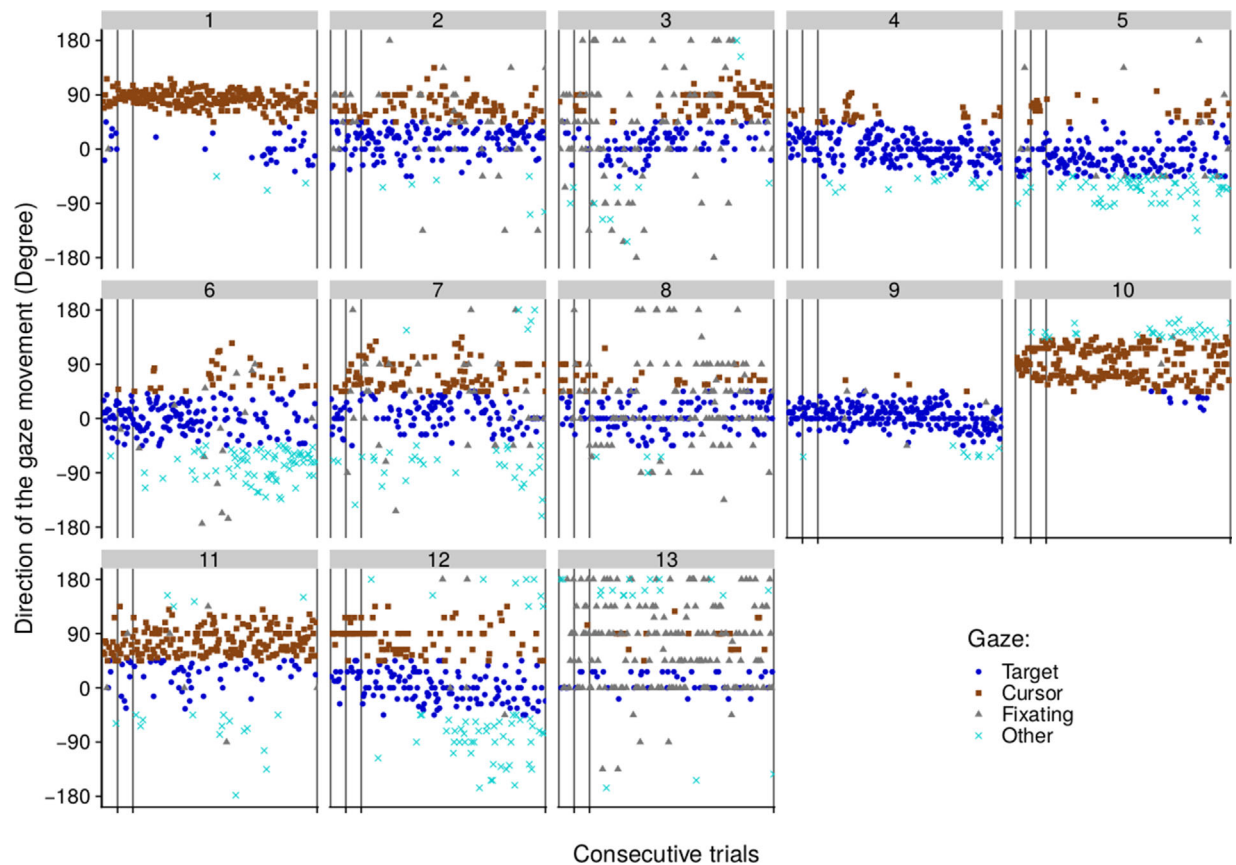 1 2 3 4 5
180
90
0
−90
−180
6 7 8 9 10
180
90
0
−90
−180
11 12 13
180
90
0
−90
−180
Direction of the gaze movement (Degree)
Gaze:
Target
Cursor
Fixating
Other
Consecutive trials